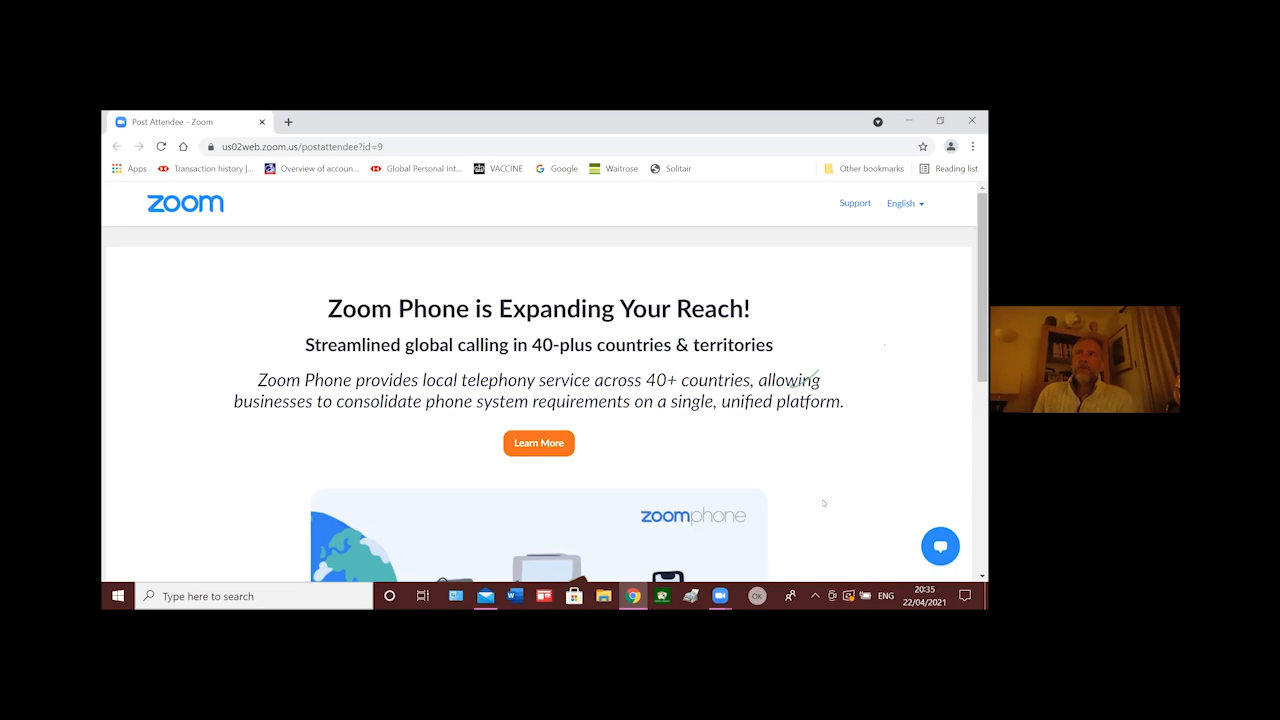 Post Attendee - Zoom
us02web.zoom.us/postattendee?id=9
Apps Transaction history |... Overview of accoun... Global Personal Int... VACCINE Google Waitrose Solitair Other bookmarks Reading list
zoom Support English
Zoom Phone is Expanding Your Reach!
Streamlined global calling in 40-plus countries & territories
Zoom Phone provides local telephony service across 40+ countries, allowing
businesses to consolidate phone system requirements on a single, unified platform.
Learn More
zoomphone
Type here to search OK ENG 20:35
22/04/2021